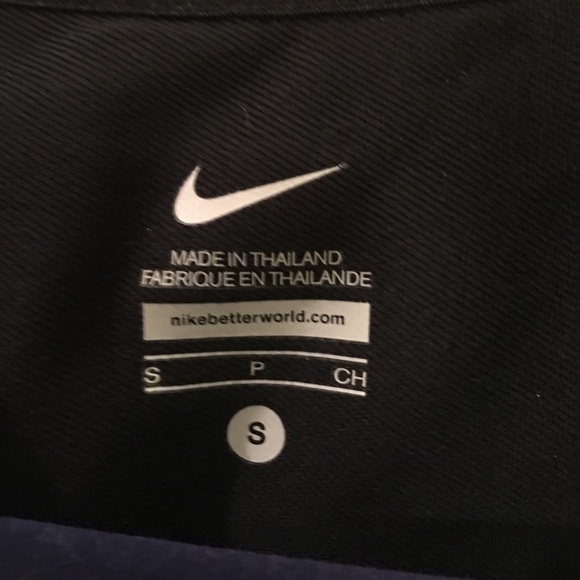 MADE IN THAILAND
FABRIQUE EN THAILANDE
nikebetterworld.com
S P CH
S